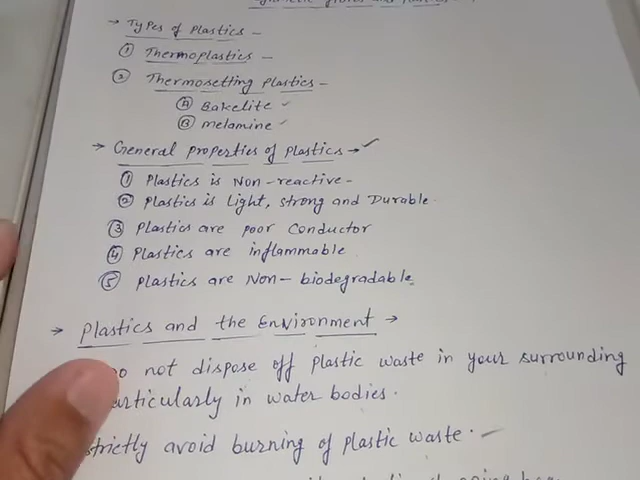 → Types of Plastics –
① Thermoplastics –
② Thermosetting Plastics –
Ⓐ Bakelite ✓
Ⓑ melamine ✓
→ General properties of plastics → ✓
① Plastics is Non-reactive –
② Plastics is Light, strong and Durable.
③ Plastics are poor Conductor
④ Plastics are inflammable
⑤ Plastics are Non-biodegradable.
→ Plastics and the Environment →
not dispose off plastic waste in your surrounding
in water bodies.
strictly avoid burning of plastic waste.